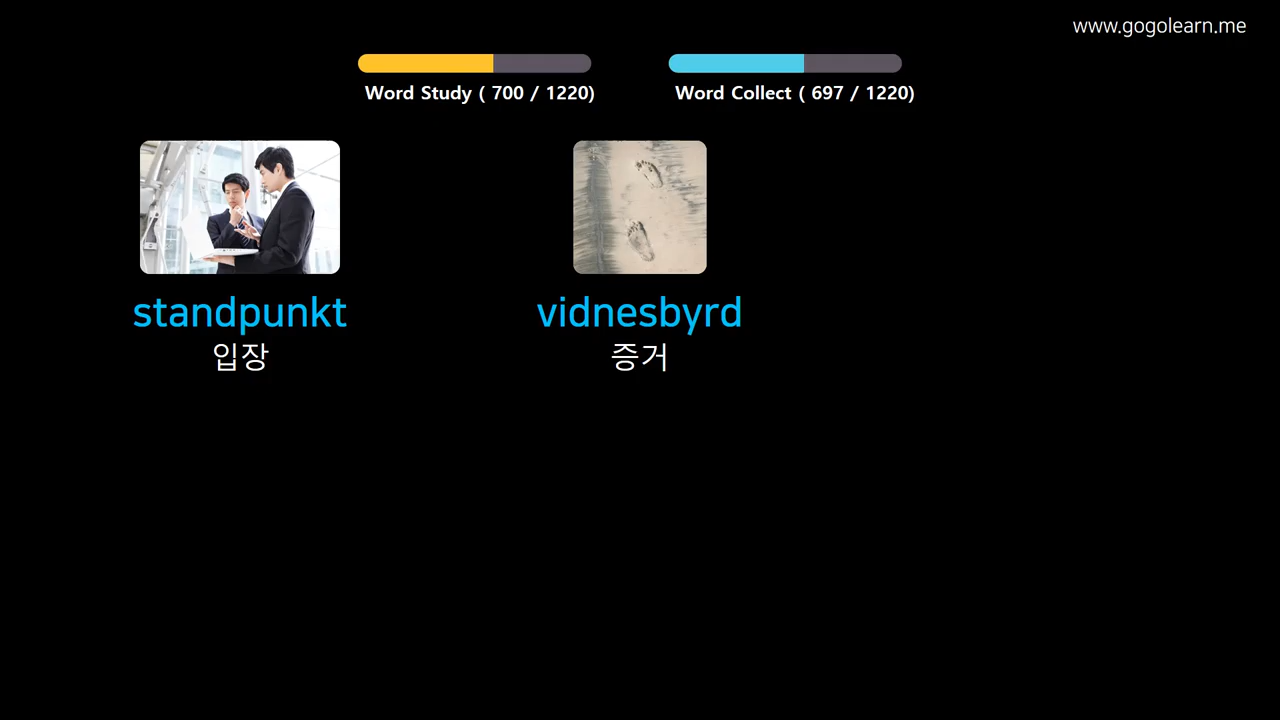 www.gogolearn.me
Word Study ( 700 / 1220)
Word Collect ( 697 / 1220)
standpunkt
입장
vidnesbyrd
증거